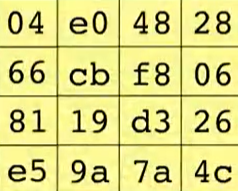 04 e0 48 28
66 cb f8 06
81 19 d3 26
e5 9a 7a 4c